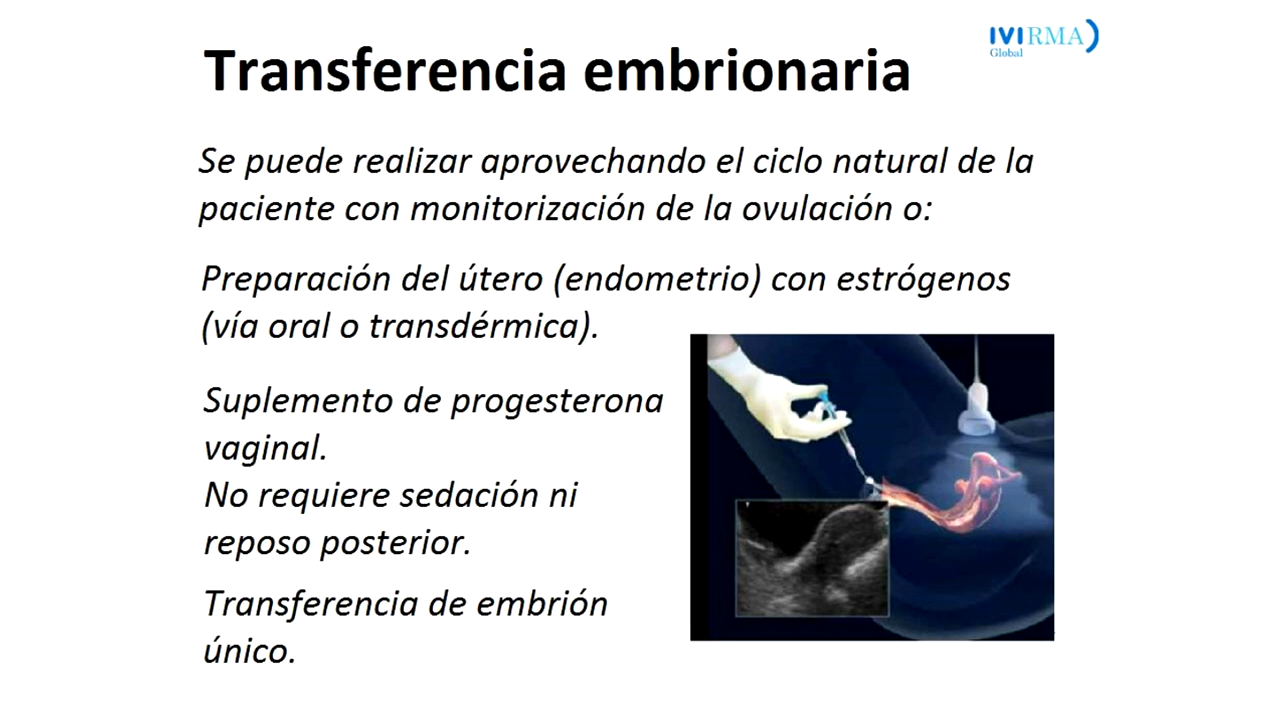 IVIRMA
Global
Transferencia embrionaria
Se puede realizar aprovechando el ciclo natural de la
paciente con monitorización de la ovulación o:
Preparación del útero (endometrio) con estrógenos
(vía oral o transdérmica).
Suplemento de progesterona
vaginal.
No requiere sedación ni
reposo posterior.
Transferencia de embrión
único.